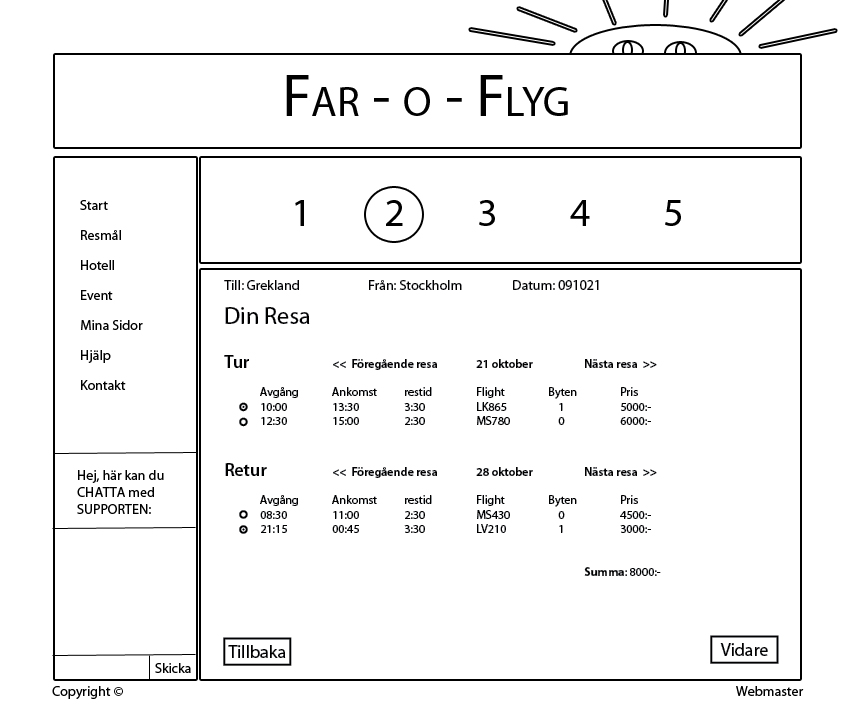 FAR - O - FLYG
Start
Resmål
Hotell
Event
Mina Sidor
Hjälp
Kontakt
Hej, här kan du
CHATTA med
SUPPORTEN:
Skicka
1 2 3 4 5
Till: Grekland Från: Stockholm Datum: 091021
Din Resa
Tur << Föregående resa 21 oktober Nästa resa >>
Avgång Ankomst restid Flight Byten Pris
10:00 13:30 3:30 LK865 1 5000:-
12:30 15:00 2:30 MS780 0 6000:-
Retur << Föregående resa 28 oktober Nästa resa >>
Avgång Ankomst restid Flight Byten Pris
08:30 11:00 2:30 MS430 0 4500:-
21:15 00:45 3:30 LV210 1 3000:-
Summa: 8000:-
Tillbaka Vidare
Copyright © Webmaster